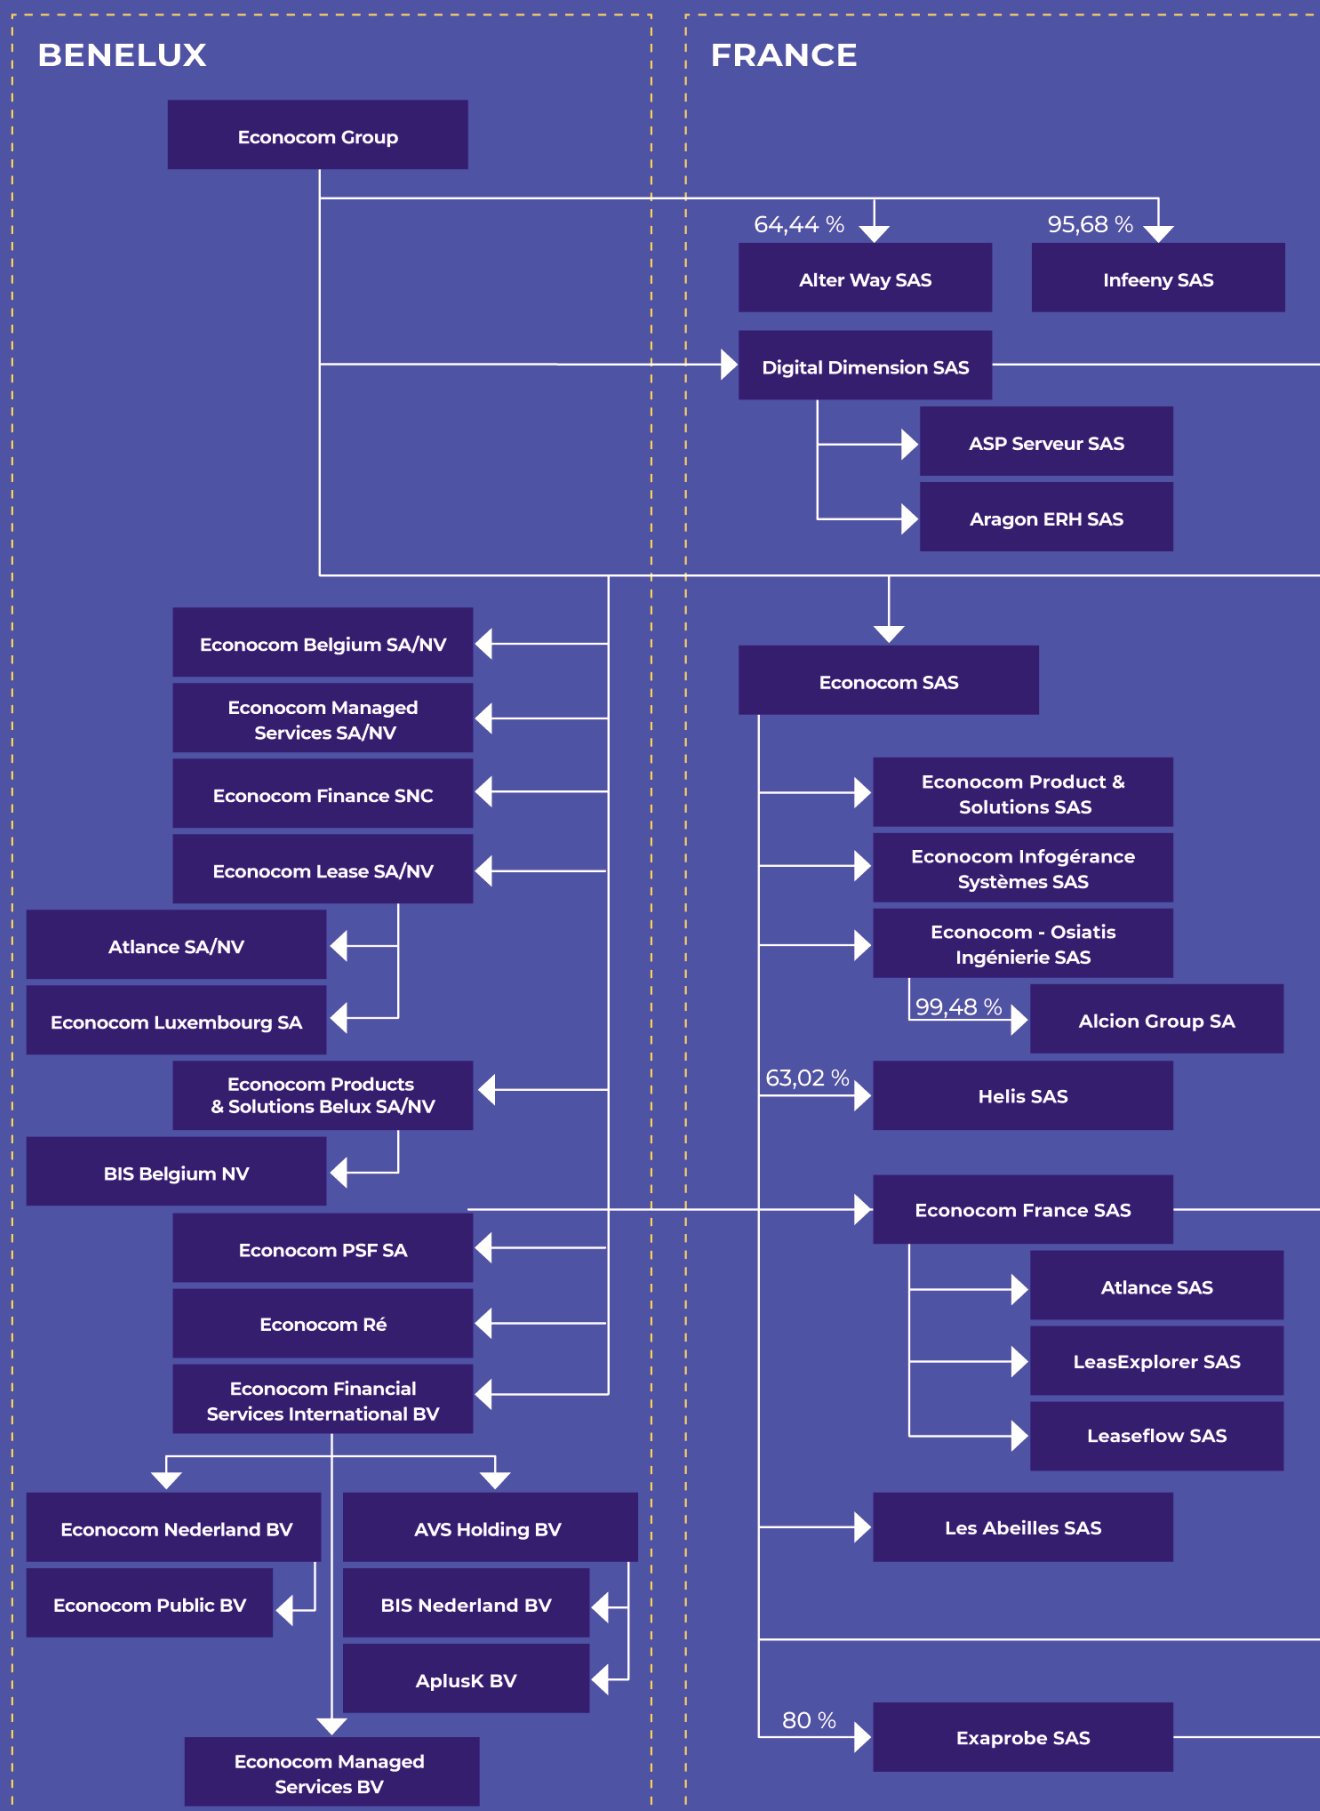 BENELUX
Econocom Group
Econocom Belgium SA/NV
Econocom Managed
Services SA/NV
Econocom Finance SNC
Econocom Lease SA/NV
Atlance SA/NV
Econocom Luxembourg SA
Econocom Products
& Solutions Belux SA/NV
BIS Belgium NV
Econocom PSF SA
Econocom Ré
Econocom Financial
Services International BV
Econocom Nederland BV
AVS Holding BV
Econocom Public BV
BIS Nederland BV
AplusK BV
Econocom Managed
Services BV
FRANCE
64,44 %
95,68 %
Alter Way SAS
Infeeny SAS
Digital Dimension SAS
ASP Serveur SAS
Aragon ERH SAS
Econocom SAS
Econocom Product &
Solutions SAS
Econocom Infogérance
Systèmes SAS
Econocom - Osiatis
Ingénierie SAS
99,48 %
Alcion Group SA
63,02 %
Helis SAS
Econocom France SAS
Atlance SAS
LeasExplorer SAS
Leaseflow SAS
Les Abeilles SAS
80 %
Exaprobe SAS